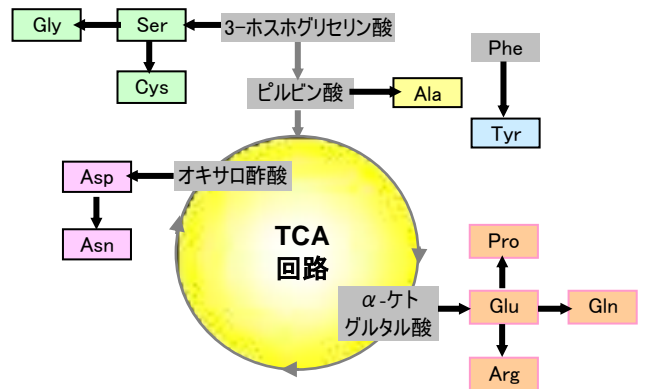 Gly
Ser
3-ホスホグリセリン酸
Phe
Cys
ピルビン酸
Ala
Tyr
Asp
オキサロ酢酸
Asn
TCA
回路
Pro
α-ケト
グルタル酸
Glu
Gln
Arg